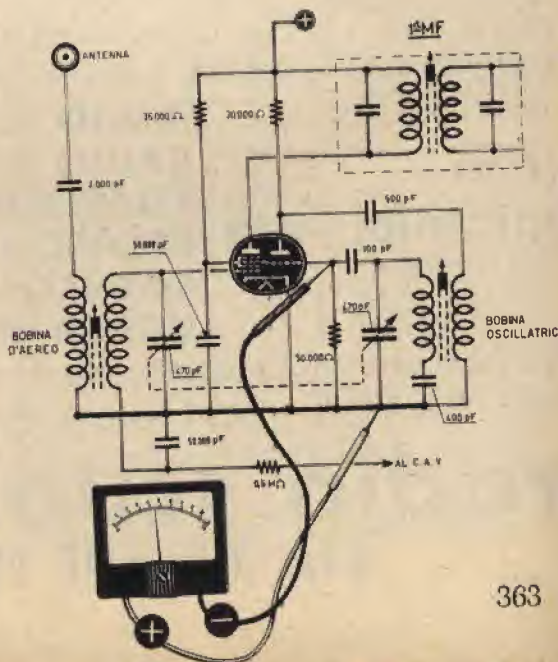 +
1ª MF
ANTENNA
35.000 Ω
20.000 Ω
2.000 pF
500 pF
100 pF
50.000 pF
BOBINA
D'AEREO
470 pF
50.000 Ω
470 pF
BOBINA
OSCILLATRIC
400 pF
50.000 pF
AL C.A.V.
+
-
363